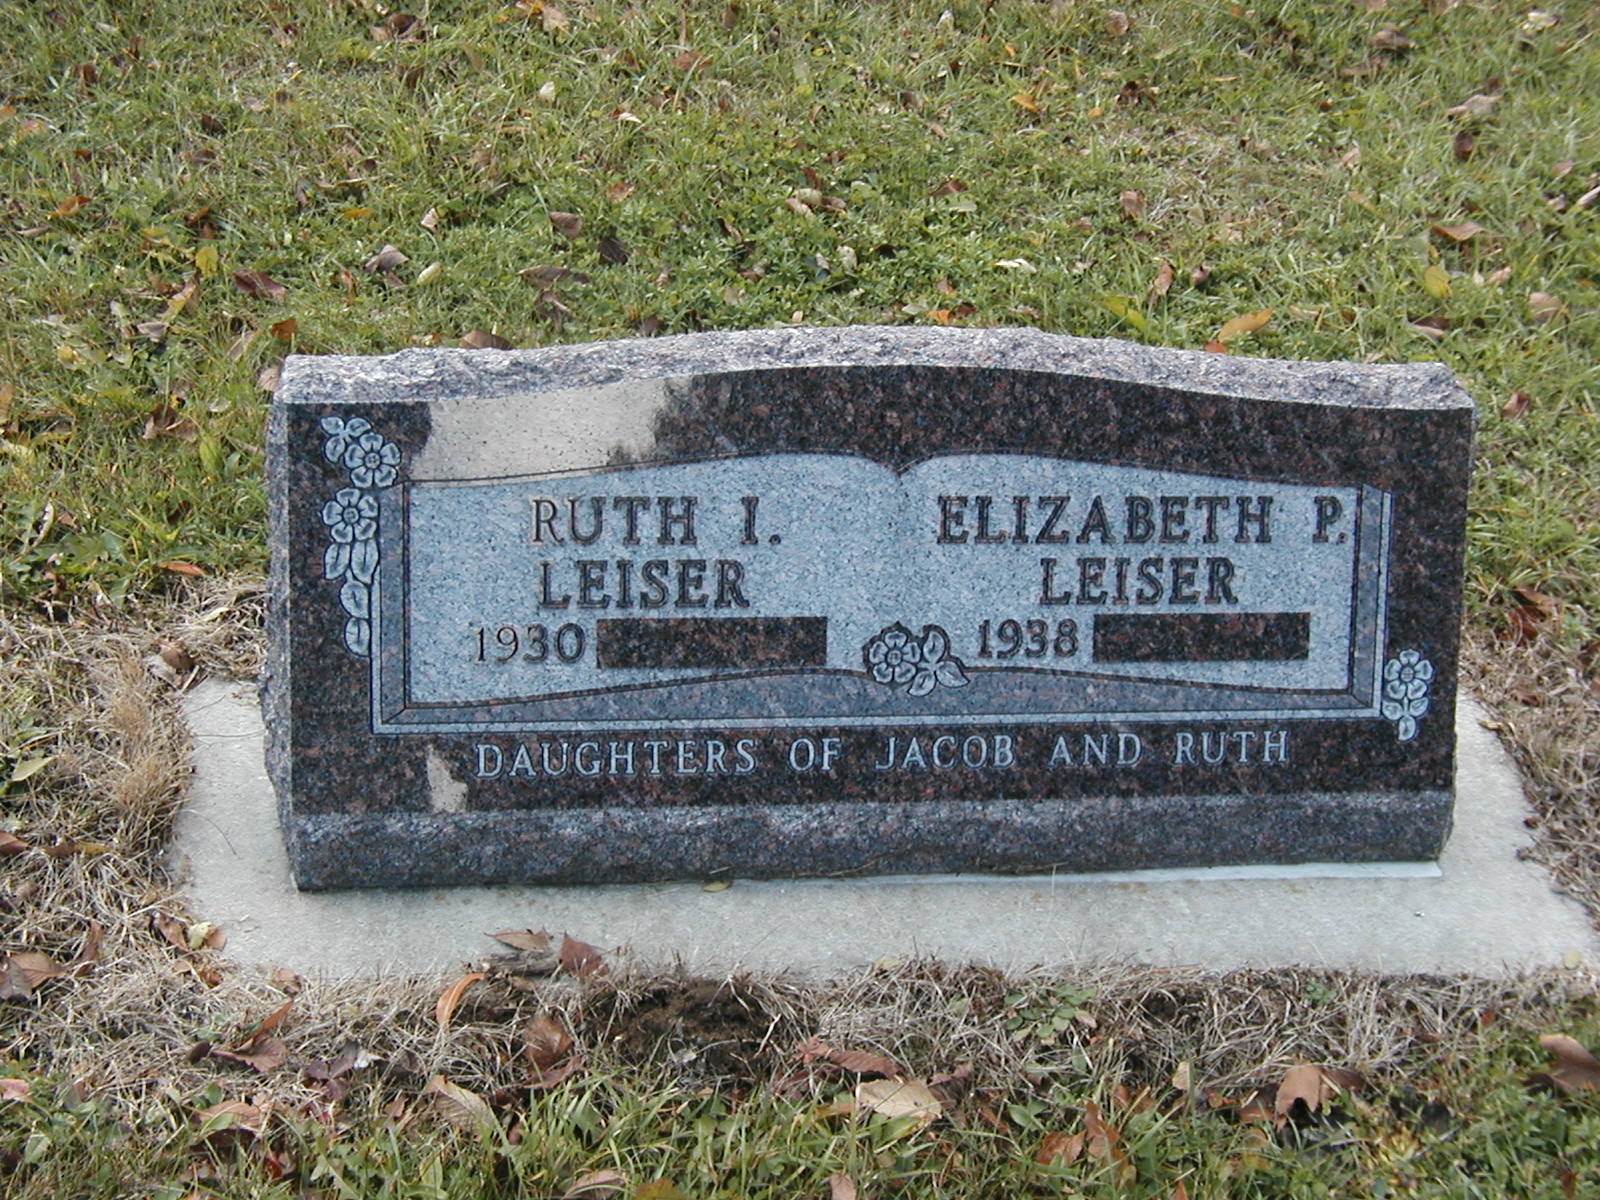 RUTH I.
LEISER
1930
ELIZABETH P.
LEISER
1938
DAUGHTERS OF JACOB AND RUTH